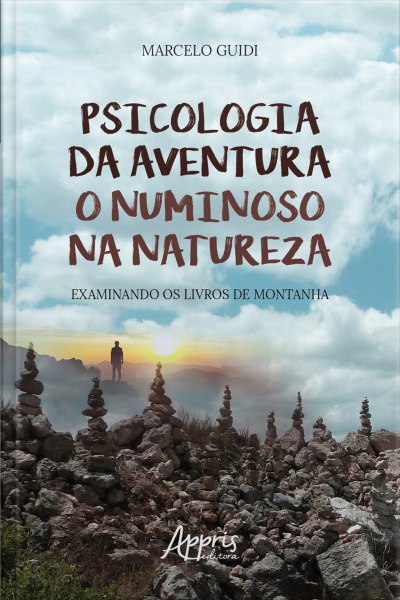 MARCELO GUIDI
PSICOLOGIA
DA AVENTURA
O NUMINOSO
NA NATUREZA
EXAMINANDO OS LIVROS DE MONTANHA
Appris
editora